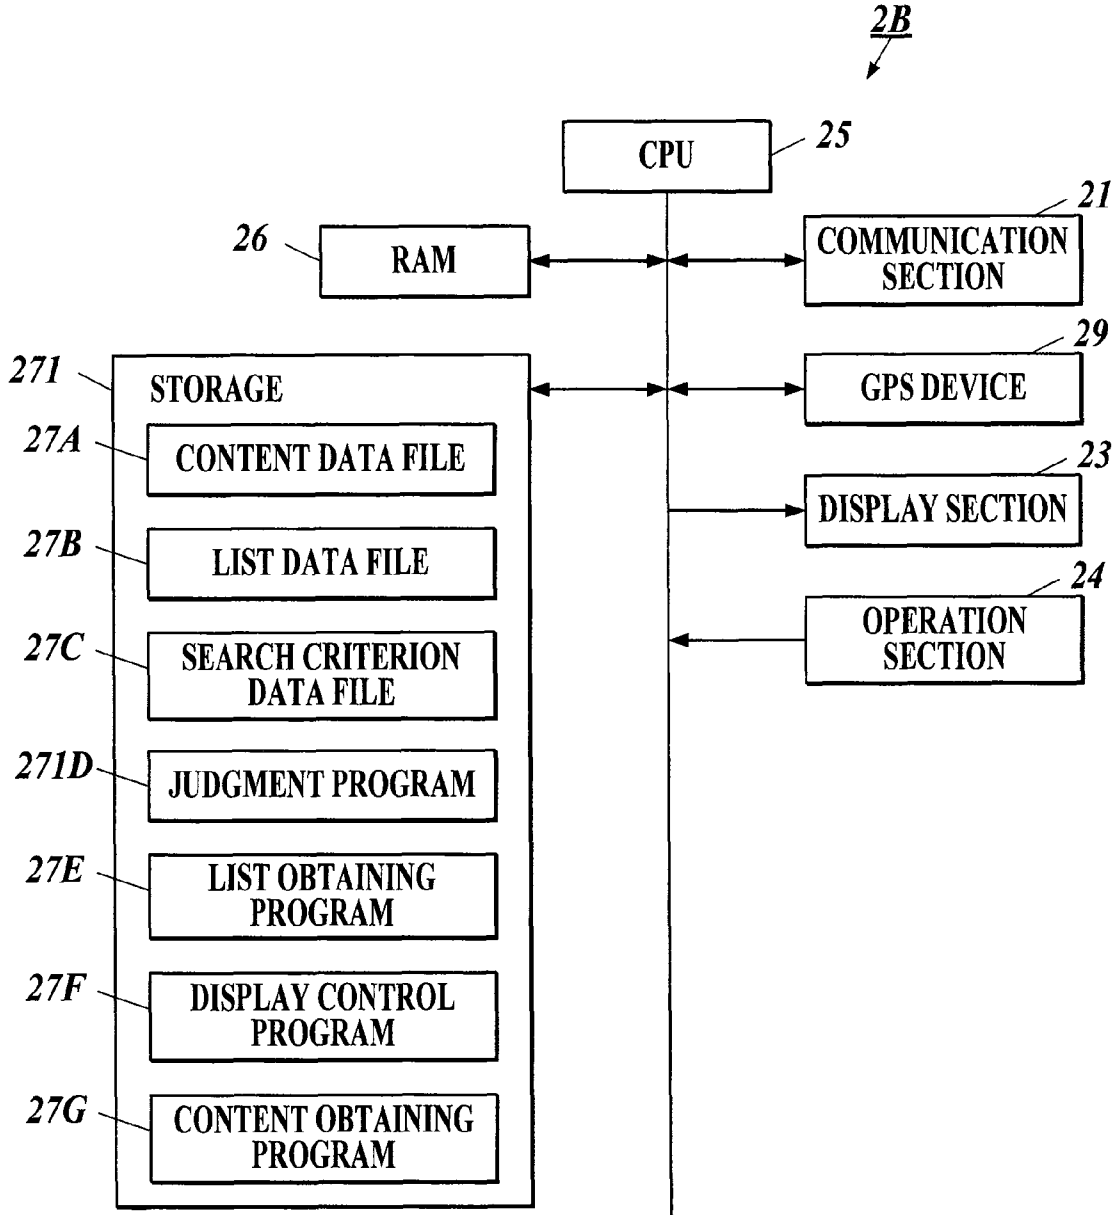 2B
CPU
25
26
RAM
21
COMMUNICATION
SECTION
271
STORAGE
29
GPS DEVICE
27A
CONTENT DATA FILE
23
DISPLAY SECTION
27B
LIST DATA FILE
24
OPERATION
SECTION
27C
SEARCH CRITERION
DATA FILE
271D
JUDGMENT PROGRAM
27E
LIST OBTAINING
PROGRAM
27F
DISPLAY CONTROL
PROGRAM
27G
CONTENT OBTAINING
PROGRAM